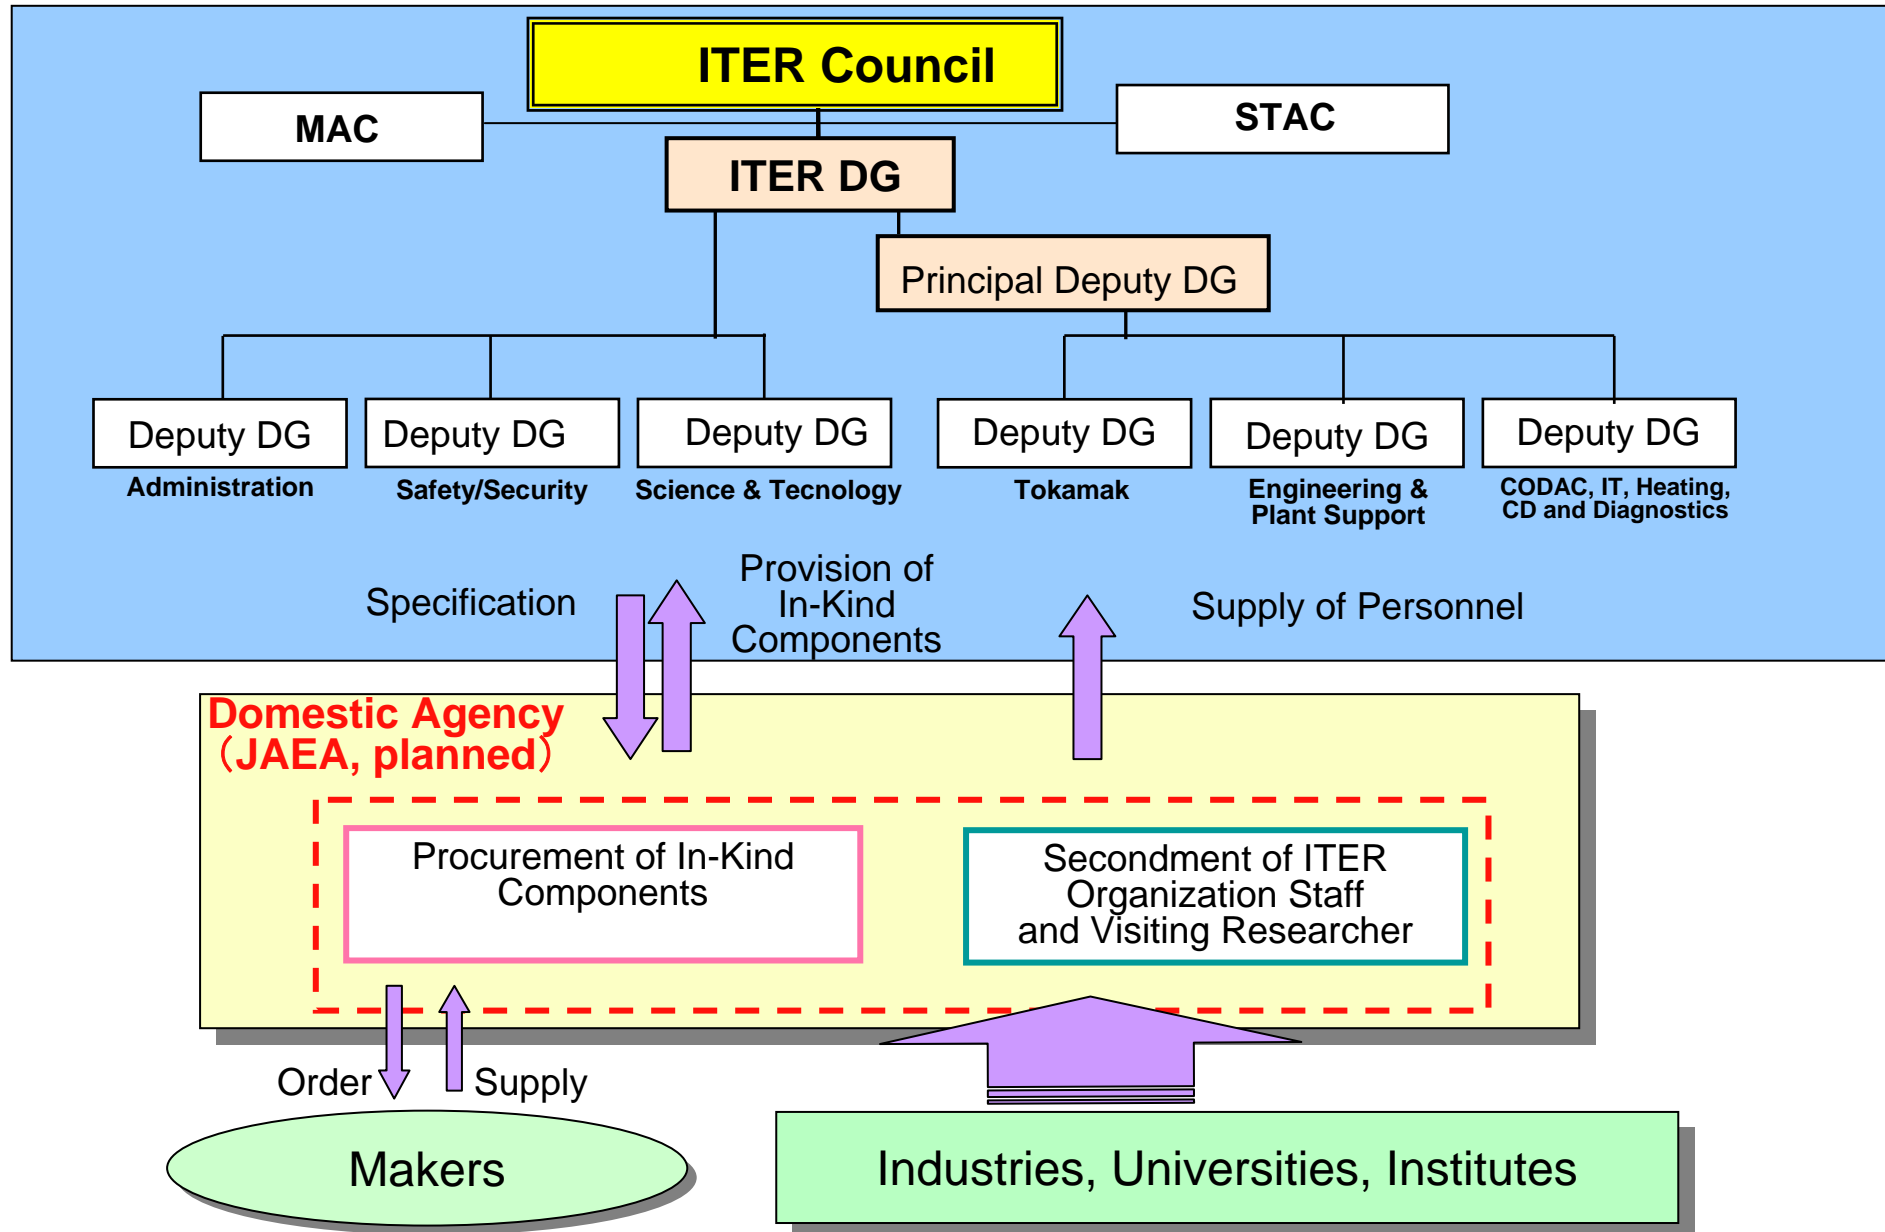 ITER Council
MAC
STAC
ITER DG
Principal Deputy DG
Deputy DG
Administration
Deputy DG
Safety/Security
Deputy DG
Science & Tecnology
Deputy DG
Tokamak
Deputy DG
Engineering &
Plant Support
Deputy DG
CODAC, IT, Heating,
CD and Diagnostics
Specification
Provision of
In-Kind
Components
Supply of Personnel
Domestic Agency
（JAEA, planned）
Procurement of In-Kind
Components
Secondment of ITER
Organization Staff
and Visiting Researcher
Order
Supply
Makers
Industries, Universities, Institutes